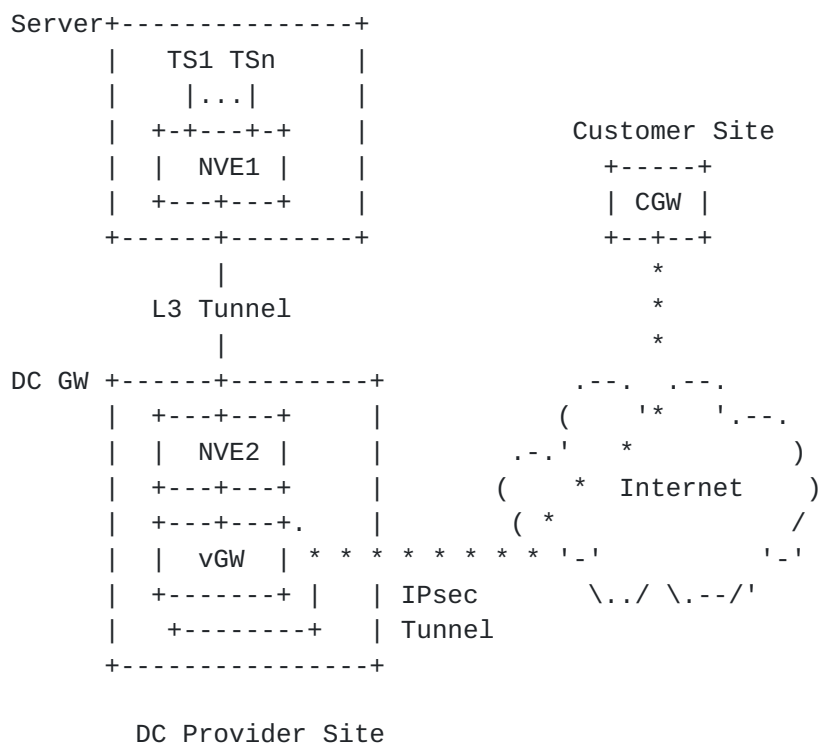 Server
TS1 TSn
...
NVE1
Customer Site
CGW
L3 Tunnel
DC GW
NVE2
Internet
vGW
IPsec
Tunnel
DC Provider Site